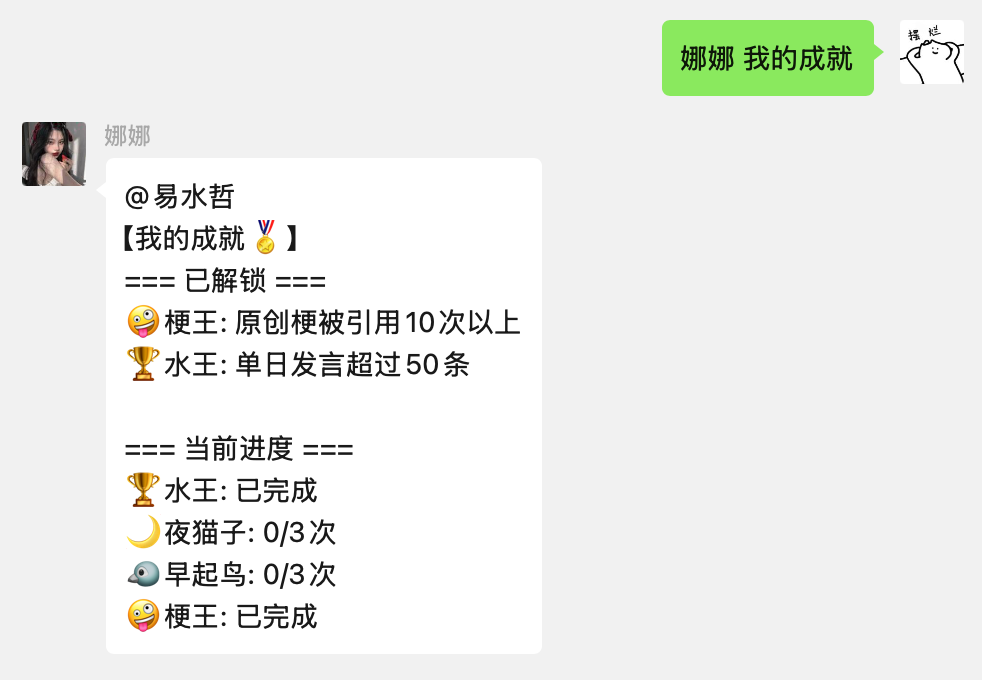 娜娜 我的成就
摆 烂
娜娜
@易水哲
【我的成就🏅】
=== 已解锁 ===
🤪梗王: 原创梗被引用10次以上
🏆水王: 单日发言超过50条
=== 当前进度 ===
🏆水王: 已完成
🌙夜猫子: 0/3次
🐦早起鸟: 0/3次
🤪梗王: 已完成